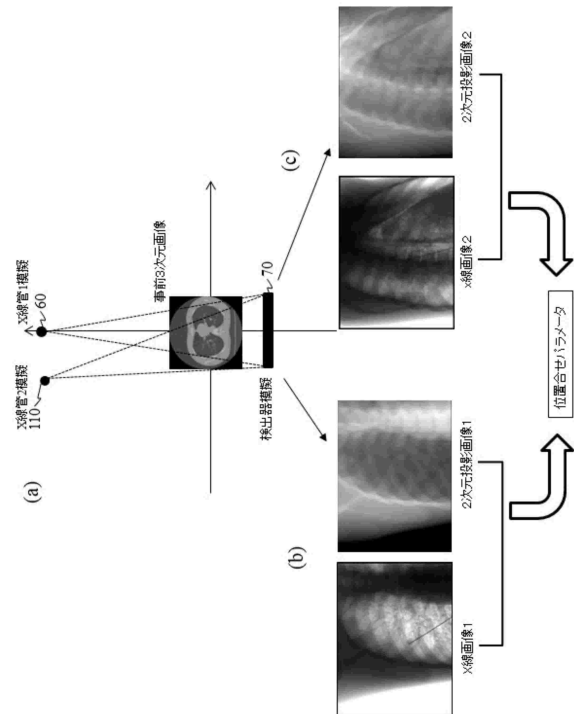 (a)
X線管2模擬
110
X線管1模擬
60
事前3次元画像
検出器模擬
70
(b)
(c)
X線画像1
2次元投影画像1
x線画像2
2次元投影画像2
位置合せパラメータ